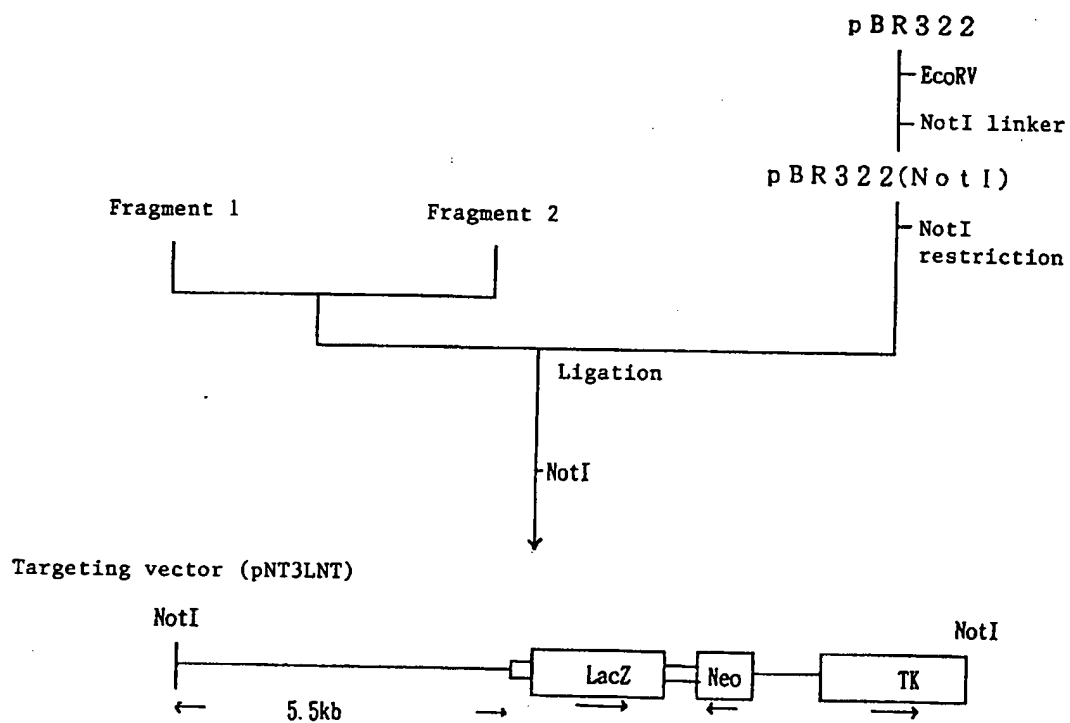 pBR322
EcoRV
NotI linker
pBR322(NotI)
Fragment 1
Fragment 2
NotI
restriction
Ligation
NotI
Targeting vector (pNT3LNT)
NotI
NotI
LacZ
Neo
TK
5.5kb